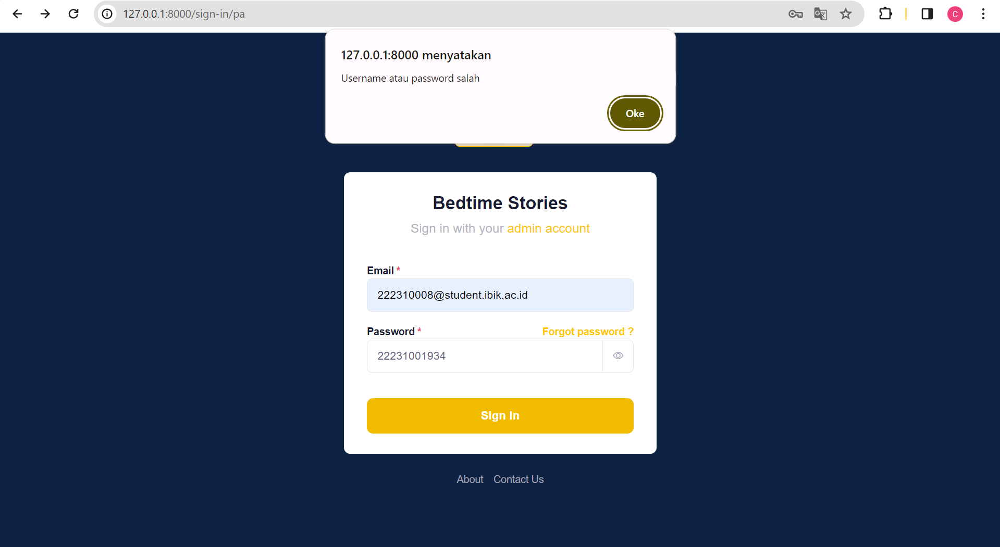 127.0.0.1:8000/sign-in/pa
C
127.0.0.1:8000 menyatakan
Username atau password salah
Oke
Bedtime Stories
Sign in with your admin account
Email *
222310008@student.ibik.ac.id
Password *
Forgot password ?
22231001934
Sign In
About
Contact Us